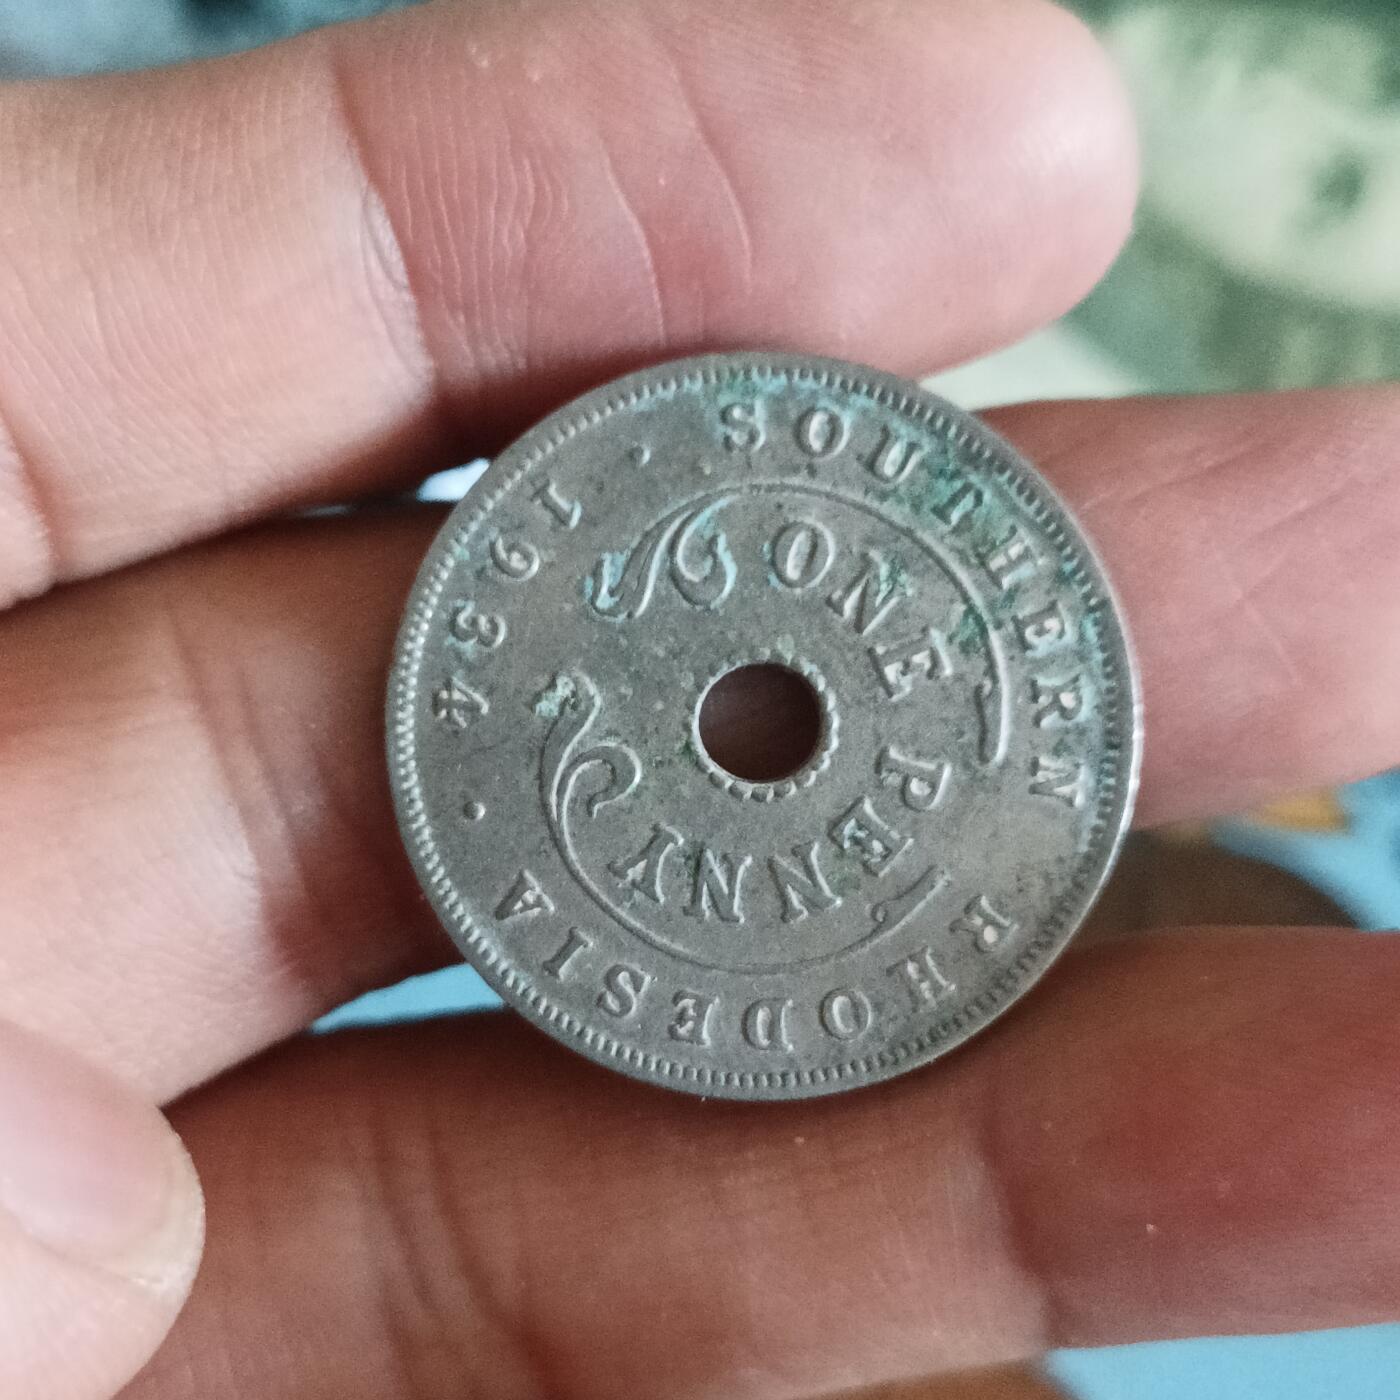 SOUTHERN RHODESIA
· 1934 ·
ONE PENNY